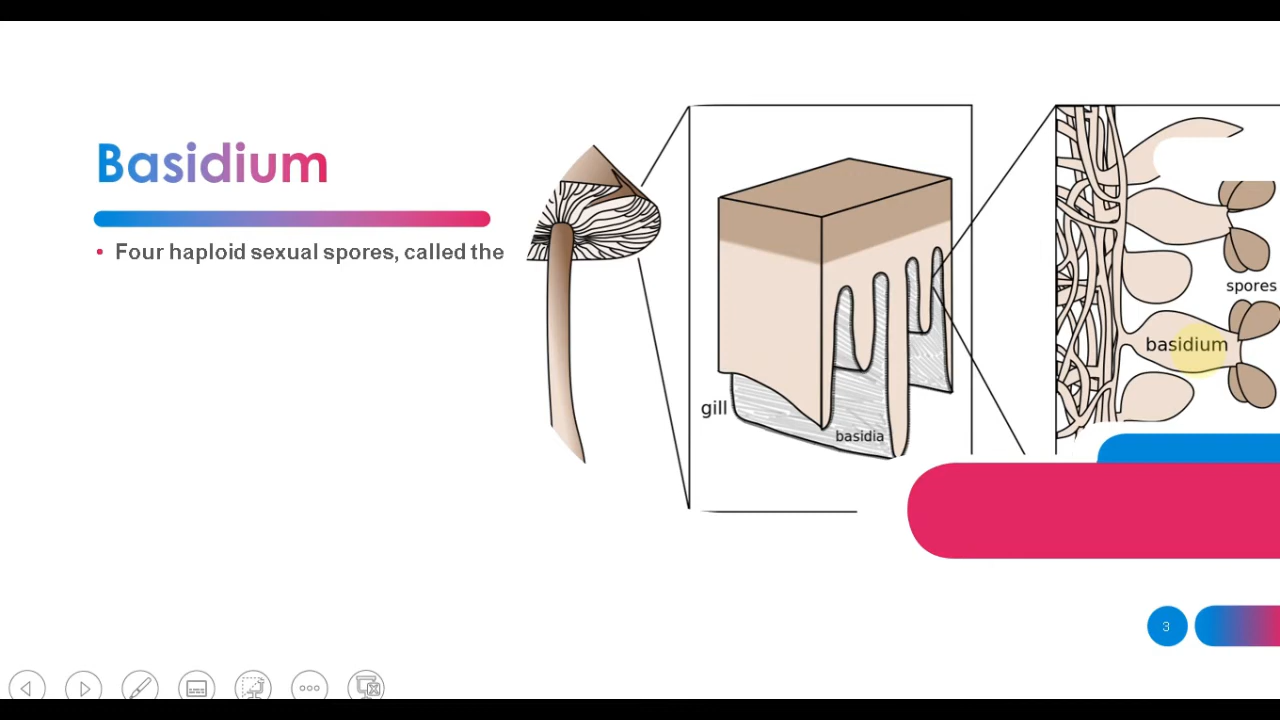 Basidium
• Four haploid sexual spores, called the
spores
basidium
gill
basidia
3